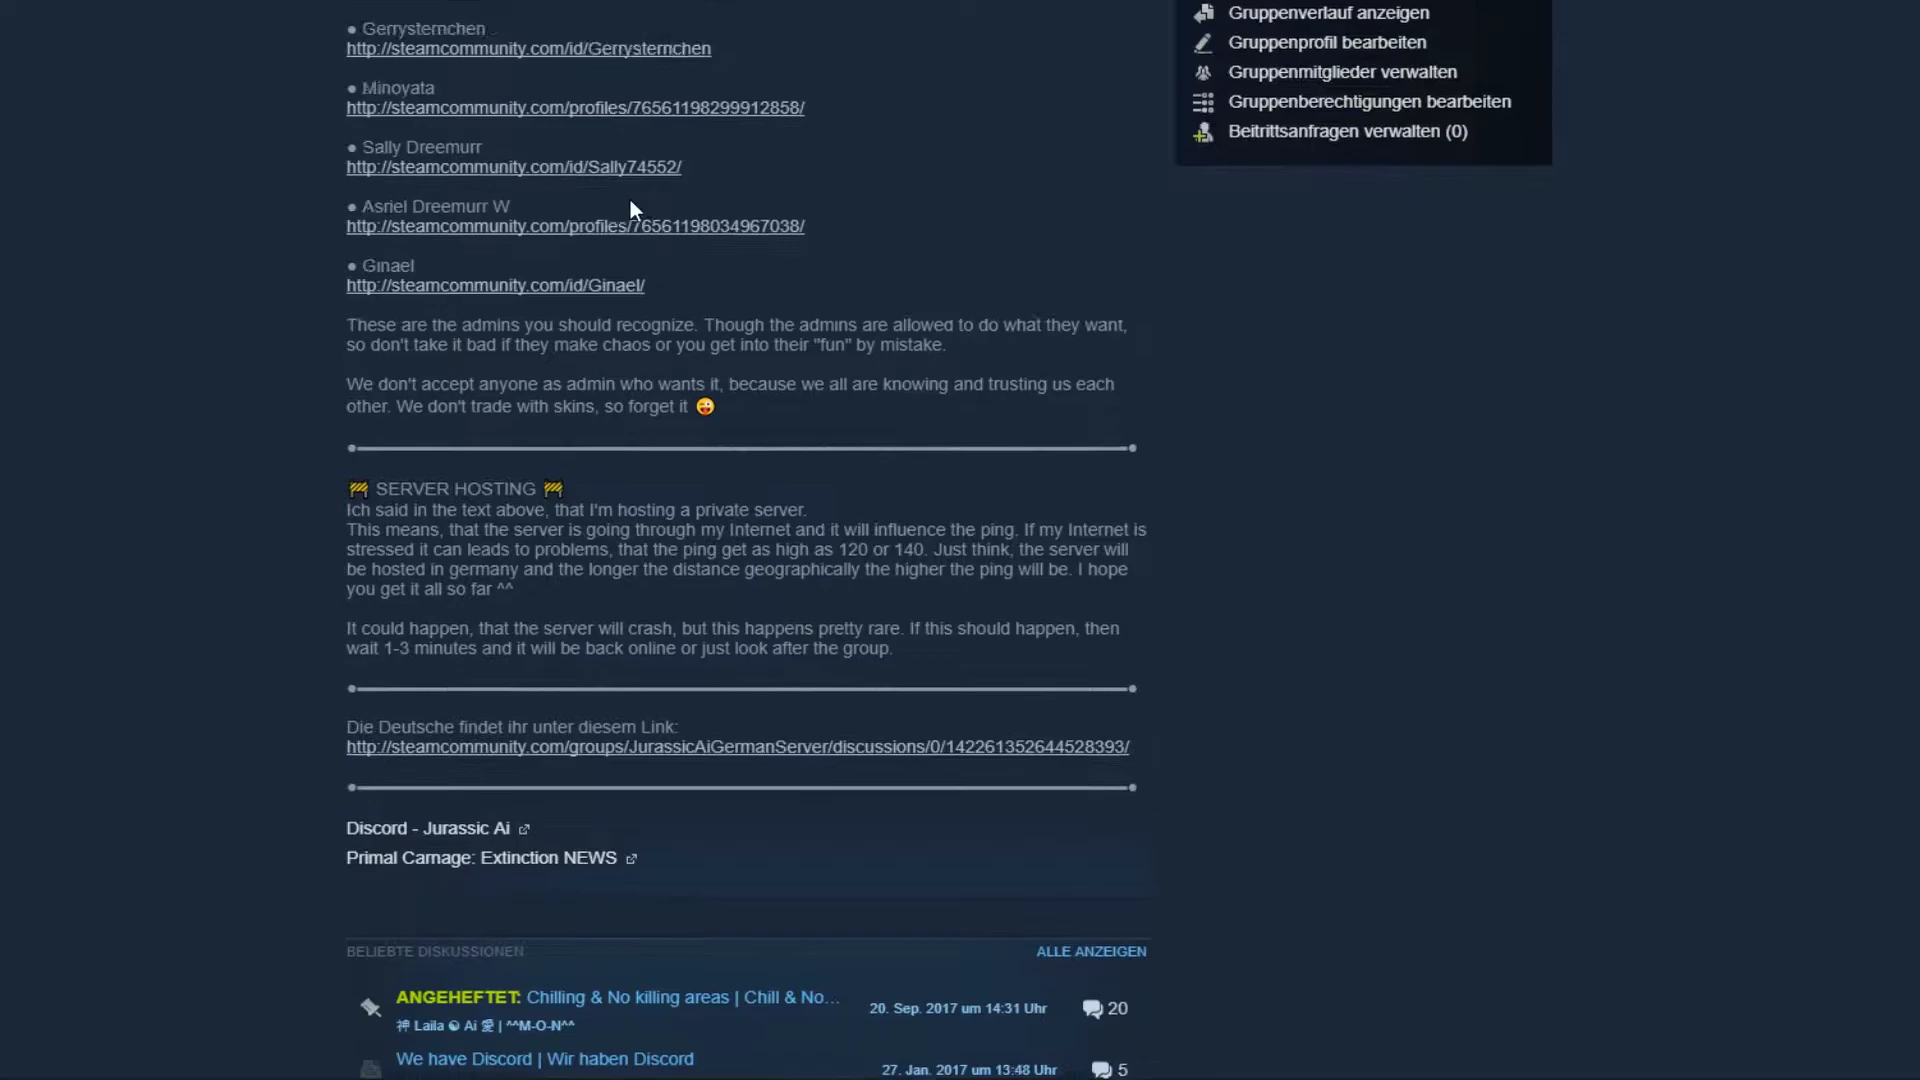 ● Gerrysternchen
http://steamcommunity.com/id/Gerrysternchen
● Minoyata
http://steamcommunity.com/profiles/76561198299912858/
● Sally Dreemurr
http://steamcommunity.com/id/Sally74552/
● Asriel Dreemurr W
http://steamcommunity.com/profiles/76561198034967038/
● Ginael
http://steamcommunity.com/id/Ginael/
These are the admins you should recognize. Though the admins are allowed to do what they want,
so don't take it bad if they make chaos or you get into their "fun" by mistake.
We don't accept anyone as admin who wants it, because we all are knowing and trusting us each
other. We don't trade with skins, so forget it 😜
🚧 SERVER HOSTING 🚧
Ich said in the text above, that I'm hosting a private server.
This means, that the server is going through my Internet and it will influence the ping. If my Internet is
stressed it can leads to problems, that the ping get as high as 120 or 140. Just think, the server will
be hosted in germany and the longer the distance geographically the higher the ping will be. I hope
you get it all so far ^^
It could happen, that the server will crash, but this happens pretty rare. If this should happen, then
wait 1-3 minutes and it will be back online or just look after the group.
Die Deutsche findet ihr unter diesem Link:
http://steamcommunity.com/groups/JurassicAiGermanServer/discussions/0/142261352644528393/
Discord - Jurassic Ai
Primal Carnage: Extinction NEWS
BELIEBTE DISKUSSIONEN
ALLE ANZEIGEN
ANGEHEFTET: Chilling & No killing areas | Chill & No...
20. Sep. 2017 um 14:31 Uhr
20
神 Laila ☯ Ai 愛 | ^^M-O-N^^
We have Discord | Wir haben Discord
27. Jan. 2017 um 13:48 Uhr
5
Gruppenverlauf anzeigen
Gruppenprofil bearbeiten
Gruppenmitglieder verwalten
Gruppenberechtigungen bearbeiten
Beitrittsanfragen verwalten (0)